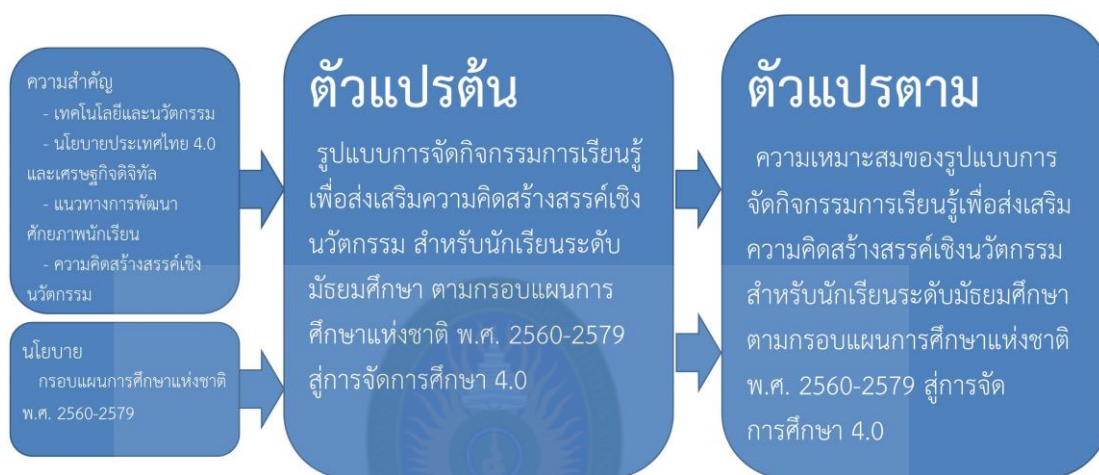 ความสำคัญ
- เทคโนโลยีและนวัตกรรม
- นโยบายประเทศไทย 4.0
และเศรษฐกิจดิจิทัล
- แนวทางการพัฒนา
ศักยภาพนักเรียน
- ความคิดสร้างสรรค์เชิง
นวัตกรรม
นโยบาย
กรอบแผนการศึกษาแห่งชาติ
พ.ศ. 2560-2579
ตัวแปรต้น
รูปแบบการจัดกิจกรรมการเรียนรู้
เพื่อส่งเสริมความคิดสร้างสรรค์เชิง
นวัตกรรม สำหรับนักเรียนระดับ
มัธยมศึกษา ตามกรอบแผนการ
ศึกษาแห่งชาติ พ.ศ. 2560-2579
สู่การจัดการศึกษา 4.0
ตัวแปรตาม
ความเหมาะสมของรูปแบบการ
จัดกิจกรรมการเรียนรู้เพื่อส่งเสริม
ความคิดสร้างสรรค์เชิงนวัตกรรม
สำหรับนักเรียนระดับมัธยมศึกษา
ตามกรอบแผนการศึกษาแห่งชาติ
พ.ศ. 2560-2579 สู่การจัด
การศึกษา 4.0